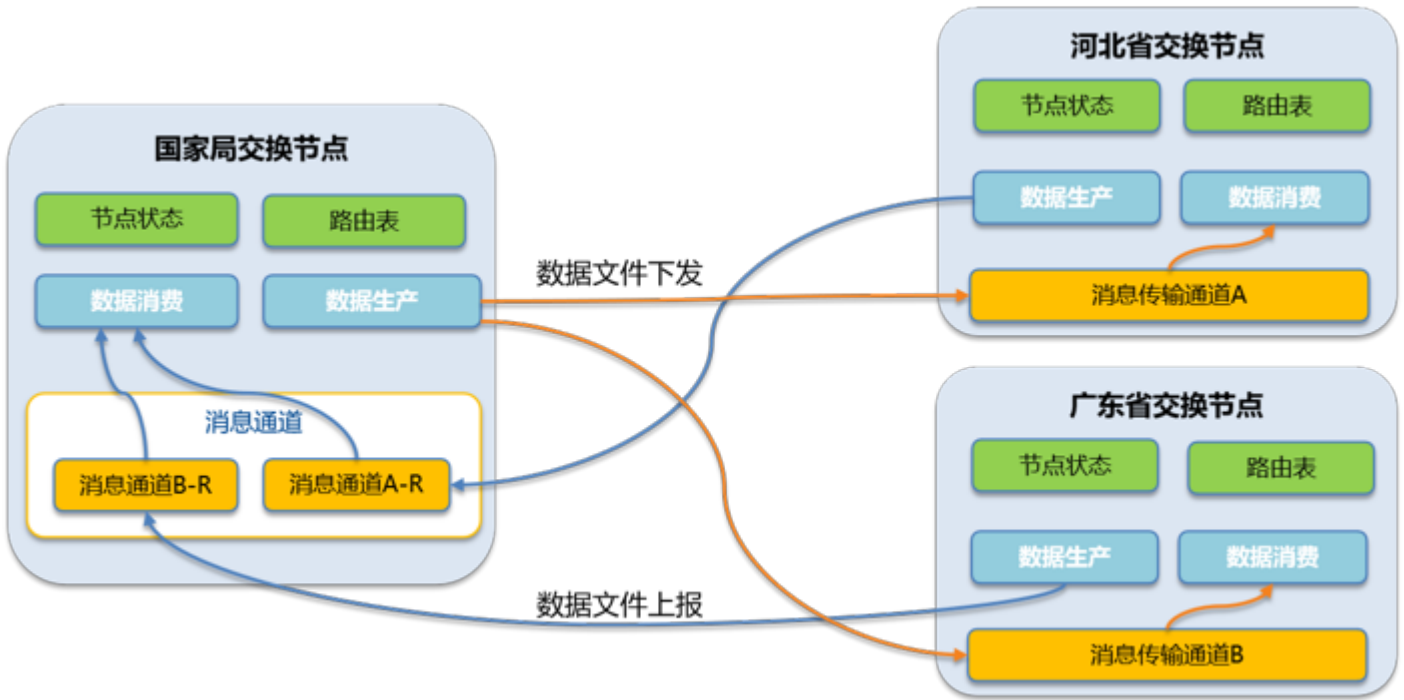 国家局交换节点
节点状态
路由表
数据消费
数据生产
消息通道
消息通道B-R
消息通道A-R
数据文件下发
数据文件上报
河北省交换节点
节点状态
路由表
数据生产
数据消费
消息传输通道A
广东省交换节点
节点状态
路由表
数据生产
数据消费
消息传输通道B